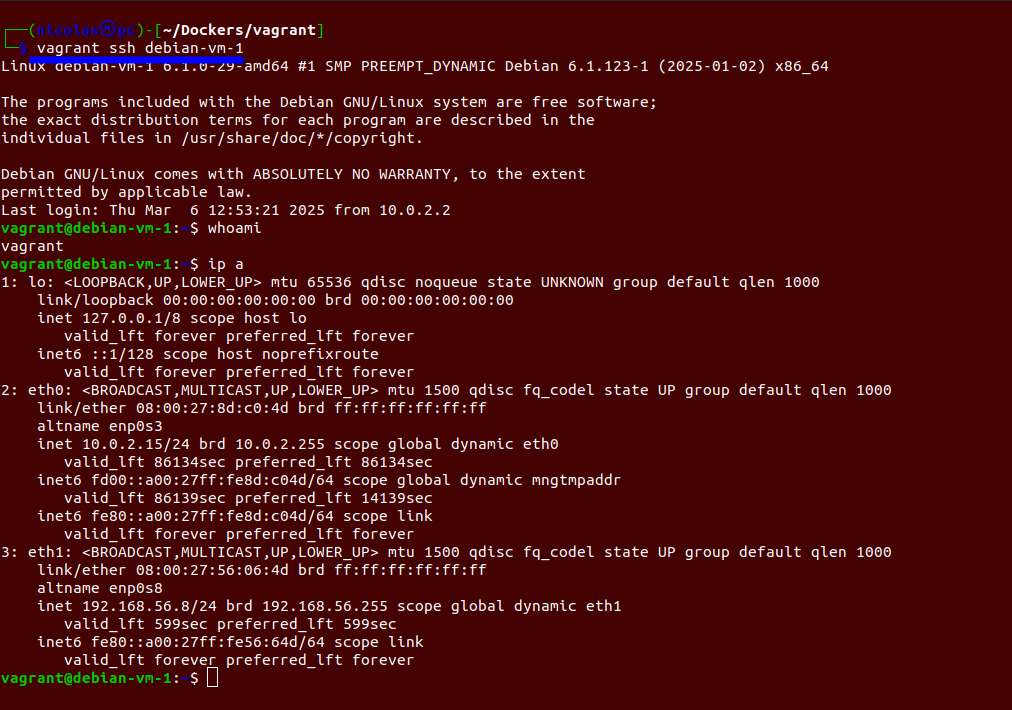 ┌──(nicolas㉿pc)-[~/Dockers/vagrant]
└─$ vagrant ssh debian-vm-1
Linux debian-vm-1 6.1.0-29-amd64 #1 SMP PREEMPT_DYNAMIC Debian 6.1.123-1 (2025-01-02) x86_64

The programs included with the Debian GNU/Linux system are free software;
the exact distribution terms for each program are described in the
individual files in /usr/share/doc/*/copyright.

Debian GNU/Linux comes with ABSOLUTELY NO WARRANTY, to the extent
permitted by applicable law.
Last login: Thu Mar  6 12:53:21 2025 from 10.0.2.2
vagrant@debian-vm-1:~$ whoami
vagrant
vagrant@debian-vm-1:~$ ip a
1: lo: <LOOPBACK,UP,LOWER_UP> mtu 65536 qdisc noqueue state UNKNOWN group default qlen 1000
    link/loopback 00:00:00:00:00:00 brd 00:00:00:00:00:00
    inet 127.0.0.1/8 scope host lo
       valid_lft forever preferred_lft forever
    inet6 ::1/128 scope host noprefixroute
       valid_lft forever preferred_lft forever
2: eth0: <BROADCAST,MULTICAST,UP,LOWER_UP> mtu 1500 qdisc fq_codel state UP group default qlen 1000
    link/ether 08:00:27:8d:c0:4d brd ff:ff:ff:ff:ff:ff
    altname enp0s3
    inet 10.0.2.15/24 brd 10.0.2.255 scope global dynamic eth0
       valid_lft 86134sec preferred_lft 86134sec
    inet6 fd00::a00:27ff:fe8d:c04d/64 scope global dynamic mngtmpaddr
       valid_lft 86139sec preferred_lft 14139sec
    inet6 fe80::a00:27ff:fe8d:c04d/64 scope link
       valid_lft forever preferred_lft forever
3: eth1: <BROADCAST,MULTICAST,UP,LOWER_UP> mtu 1500 qdisc fq_codel state UP group default qlen 1000
    link/ether 08:00:27:56:06:4d brd ff:ff:ff:ff:ff:ff
    altname enp0s8
    inet 192.168.56.8/24 brd 192.168.56.255 scope global dynamic eth1
       valid_lft 599sec preferred_lft 599sec
    inet6 fe80::a00:27ff:fe56:64d/64 scope link
       valid_lft forever preferred_lft forever
vagrant@debian-vm-1:~$